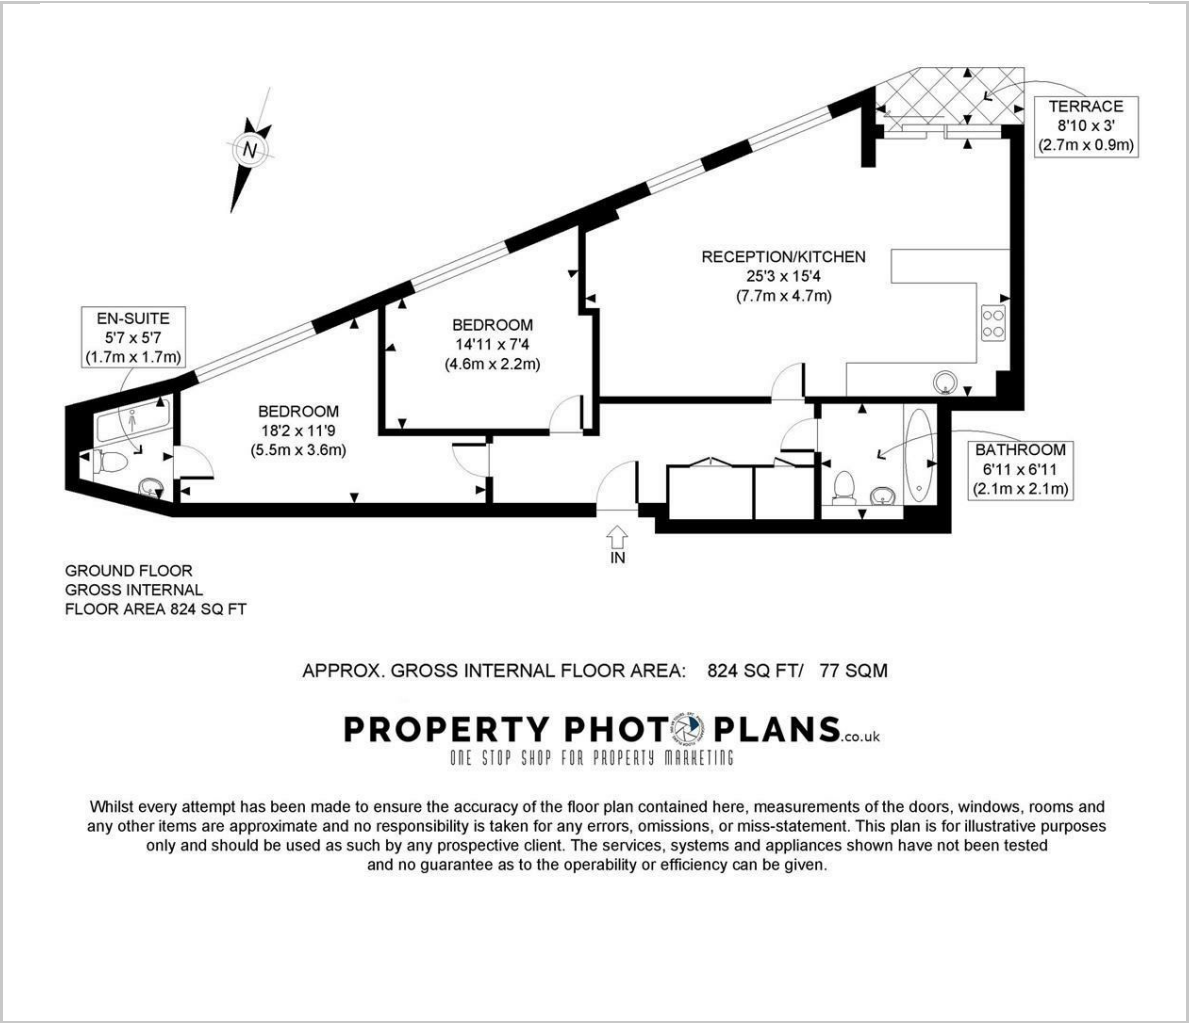 TERRACE
8'10 x 3'
(2.7m x 0.9m)
N
RECEPTION/KITCHEN
25'3 x 15'4
(7.7m x 4.7m)
EN-SUITE
5'7 x 5'7
(1.7m x 1.7m)
BEDROOM
14'11 x 7'4
(4.6m x 2.2m)
BEDROOM
18'2 x 11'9
(5.5m x 3.6m)
BATHROOM
6'11 x 6'11
(2.1m x 2.1m)
IN
GROUND FLOOR
GROSS INTERNAL
FLOOR AREA 824 SQ FT
APPROX. GROSS INTERNAL FLOOR AREA: 824 SQ FT/ 77 SQM
PROPERTY PHOTO PLANS.co.uk
ONE STOP SHOP FOR PROPERTY MARKETING
Whilst every attempt has been made to ensure the accuracy of the floor plan contained here, measurements of the doors, windows, rooms and
any other items are approximate and no responsibility is taken for any errors, omissions, or miss-statement. This plan is for illustrative purposes
only and should be used as such by any prospective client. The services, systems and appliances shown have not been tested
and no guarantee as to the operability or efficiency can be given.